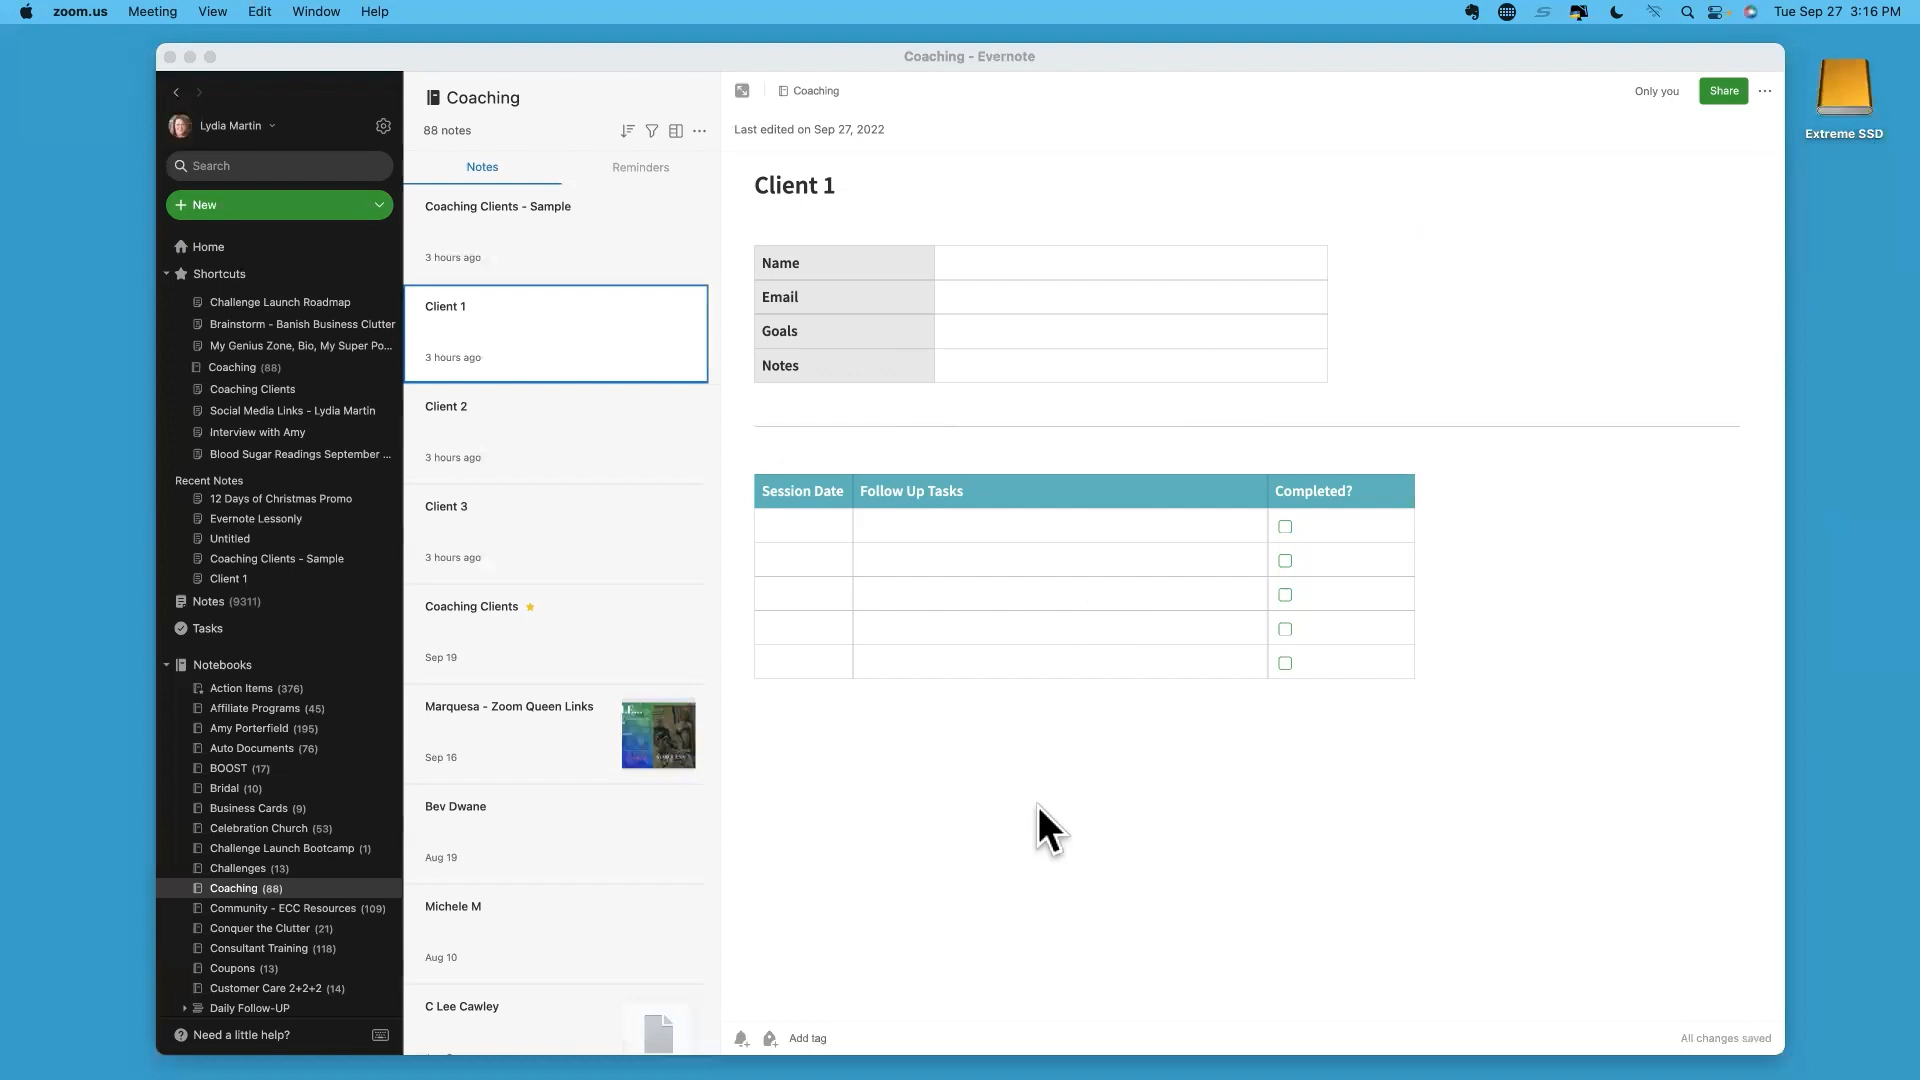 zoom.us Meeting View Edit Window Help
Tue Sep 27 3:16 PM
Coaching - Evernote
Extreme SSD
Lydia Martin
Search
New
Home
Shortcuts
Challenge Launch Roadmap
Brainstorm - Banish Business Clutter
My Genius Zone, Bio, My Super Po...
Coaching (88)
Coaching Clients
Social Media Links - Lydia Martin
Interview with Amy
Blood Sugar Readings September ...
Recent Notes
12 Days of Christmas Promo
Evernote Lessonly
Untitled
Coaching Clients - Sample
Client 1
Notes (9311)
Tasks
Notebooks
Action Items (376)
Affiliate Programs (45)
Amy Porterfield (195)
Auto Documents (76)
BOOST (17)
Bridal (10)
Business Cards (9)
Celebration Church (53)
Challenge Launch Bootcamp (1)
Challenges (13)
Coaching (88)
Community - ECC Resources (109)
Conquer the Clutter (21)
Consultant Training (118)
Coupons (13)
Customer Care 2+2+2 (14)
Daily Follow-UP
Need a little help?
Coaching
88 notes
Notes Reminders
Coaching Clients - Sample
3 hours ago
Client 1
3 hours ago
Client 2
3 hours ago
Client 3
3 hours ago
Coaching Clients
Sep 19
Marquesa - Zoom Queen Links
Sep 16
Bev Dwane
Aug 19
Michele M
Aug 10
C Lee Cawley
Coaching
Only you
Share
Last edited on Sep 27, 2022
Client 1
Name
Email
Goals
Notes
Session Date Follow Up Tasks Completed?
Add tag
All changes saved